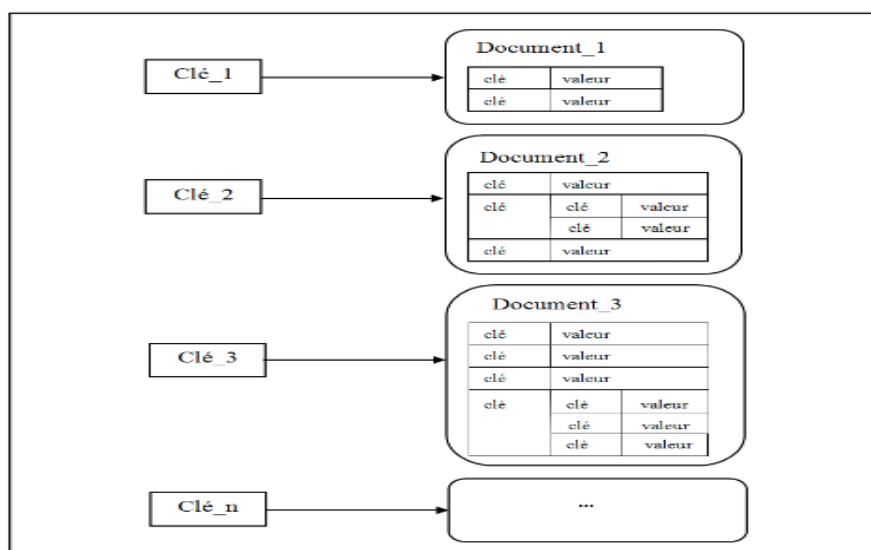 Clé_1
Document_1
clé valeur
clé valeur
Clé_2
Document_2
clé valeur
clé clé valeur
clé valeur
clé valeur
Clé_3
Document_3
clé valeur
clé valeur
clé valeur
clé clé valeur
clé valeur
clé valeur
Clé_n
...